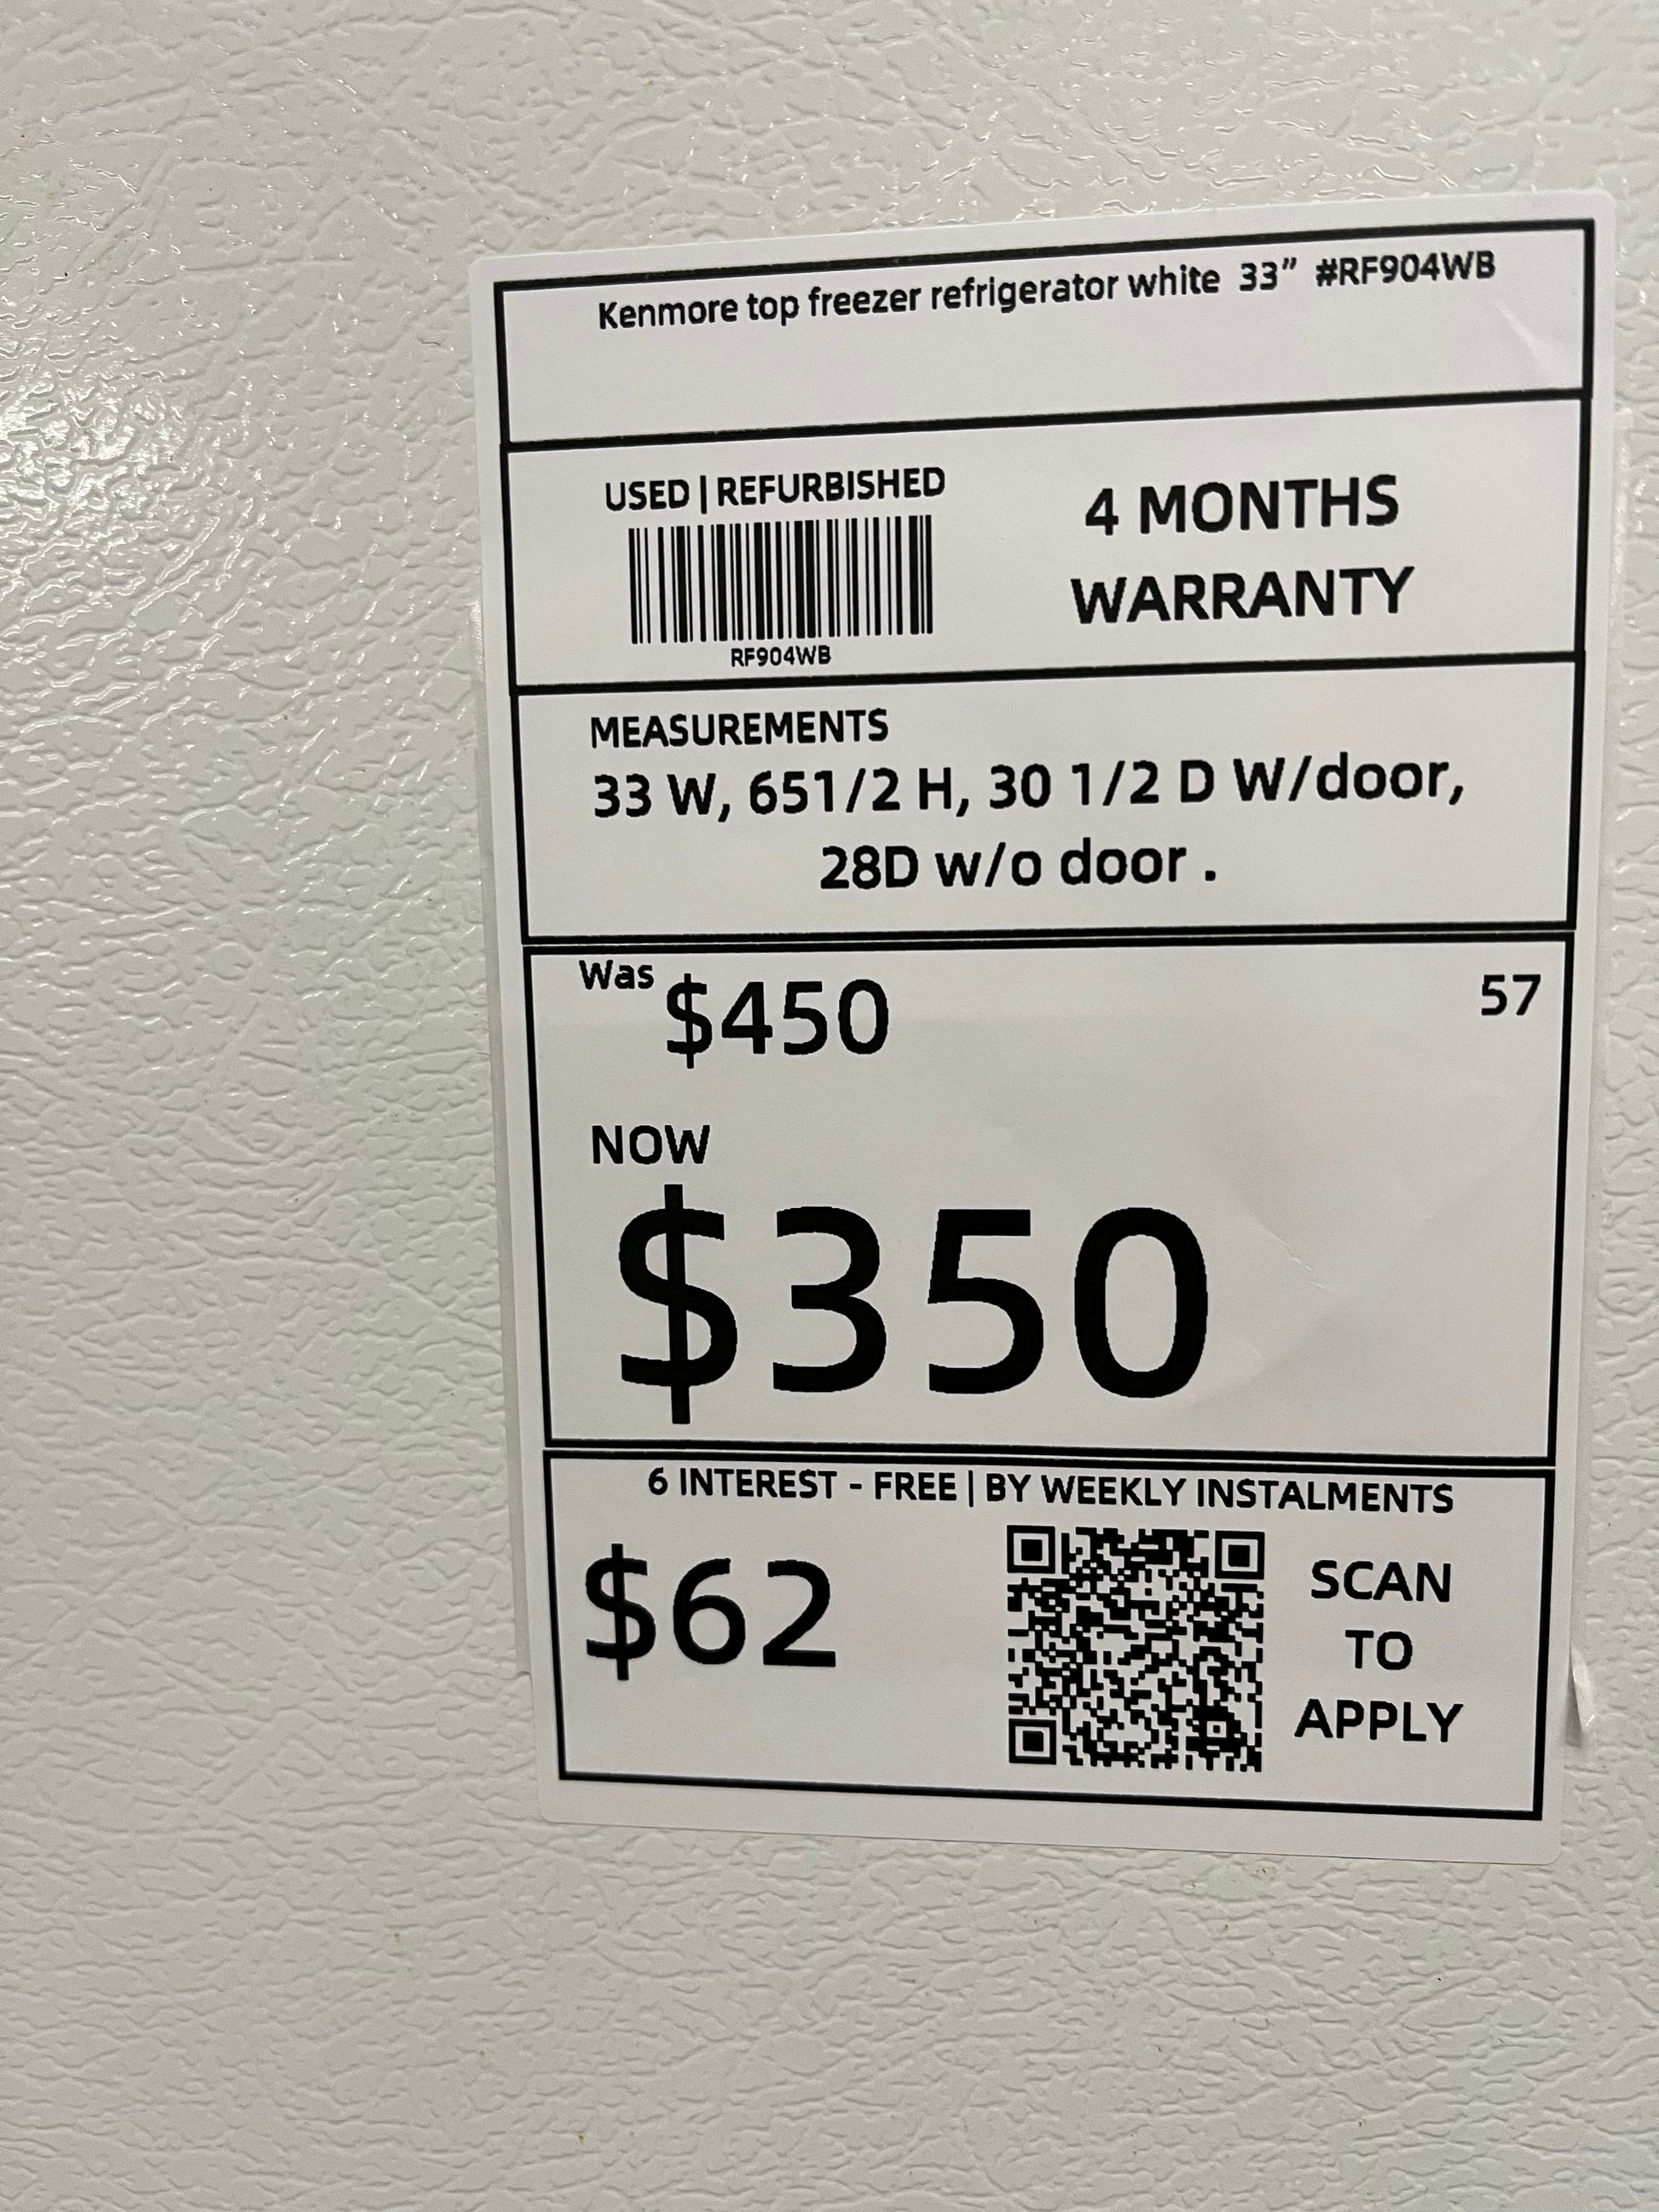 Kenmore top freezer refrigerator white 33” #RF904WB
USED | REFURBISHED
RF904WB
4 MONTHS
WARRANTY
MEASUREMENTS
33 W, 651/2 H, 30 1/2 D W/door,
28D w/o door .
Was $450
57
NOW
$350
6 INTEREST - FREE | BY WEEKLY INSTALMENTS
$62
SCAN
TO
APPLY